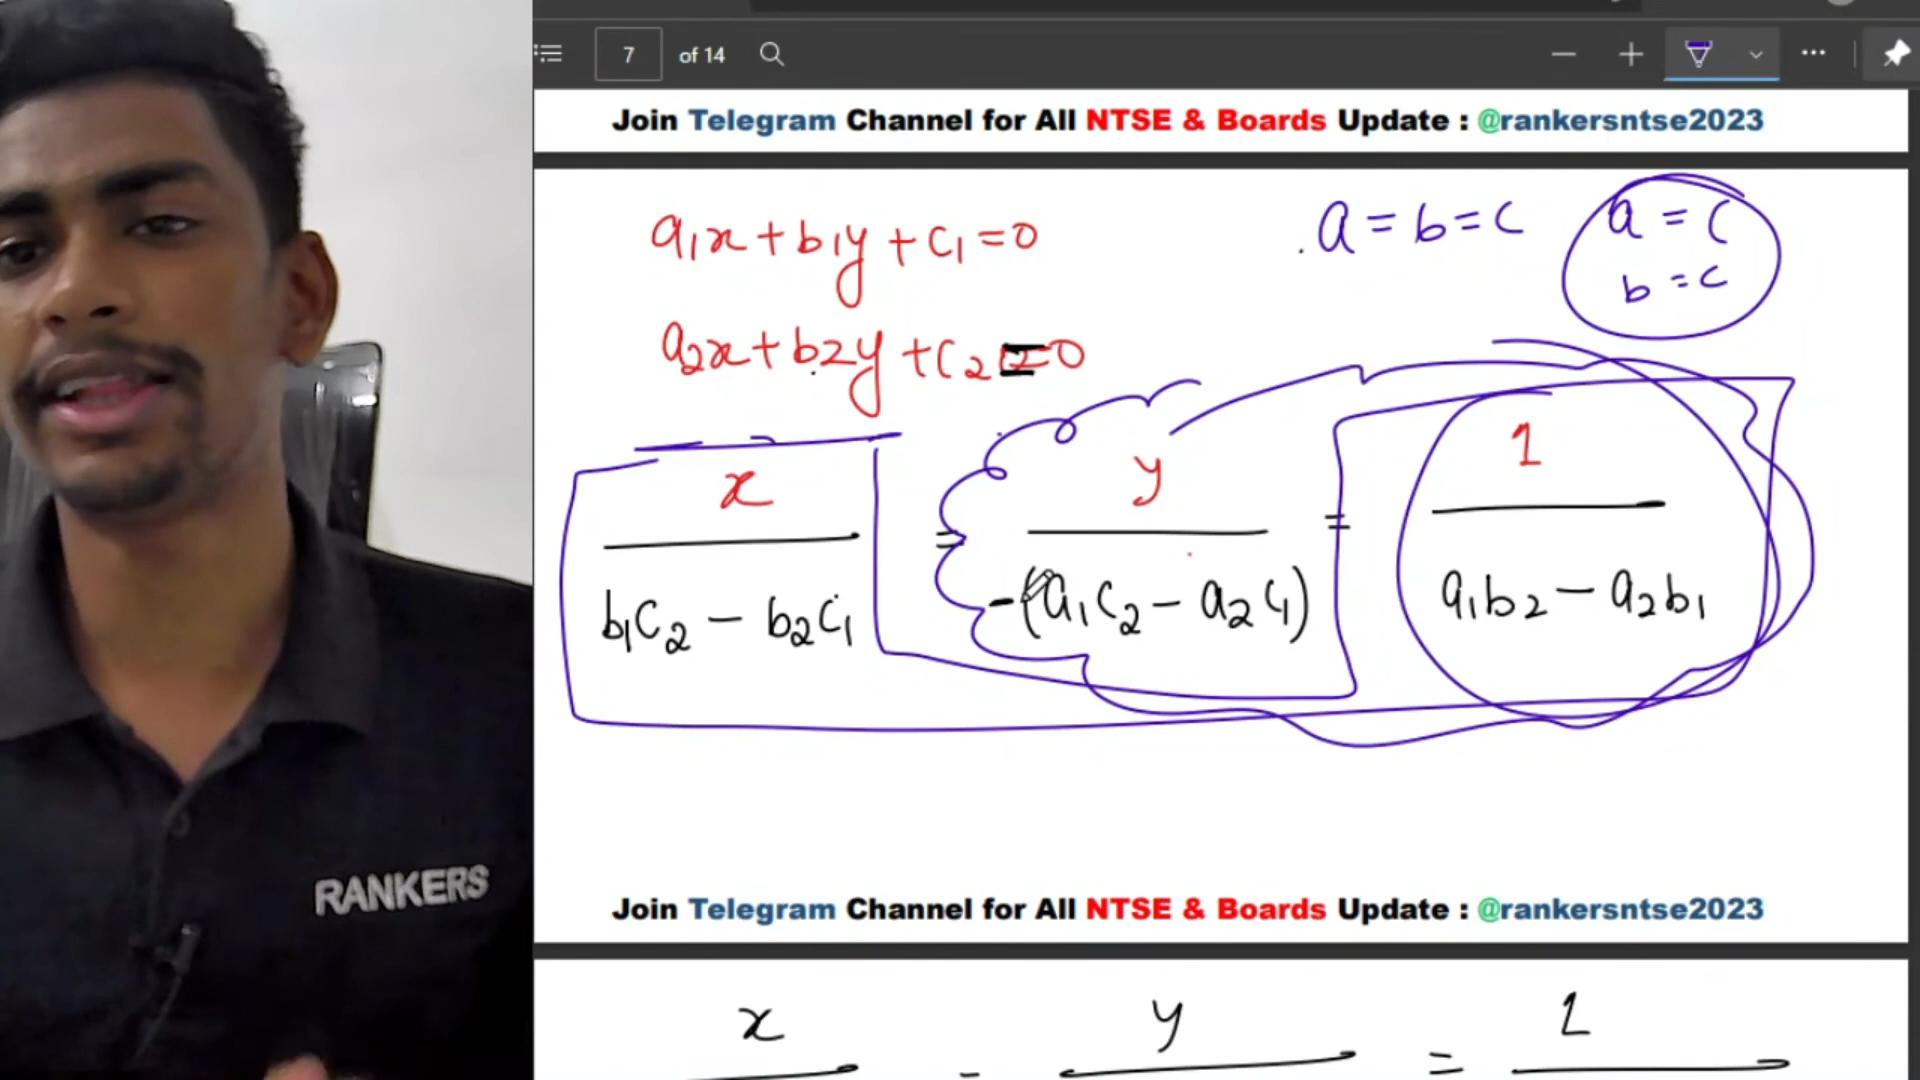 7 of 14
Join Telegram Channel for All NTSE & Boards Update : @rankersntse2023
a₁x + b₁y + c₁ = 0
a = b = c
a = c
b = c
a₂x + b₂y + c₂ = 0
x / b₁c₂ − b₂c₁ = y / −(a₁c₂ − a₂c₁) = 1 / a₁b₂ − a₂b₁
RANKERS
Join Telegram Channel for All NTSE & Boards Update : @rankersntse2023
x y = 1